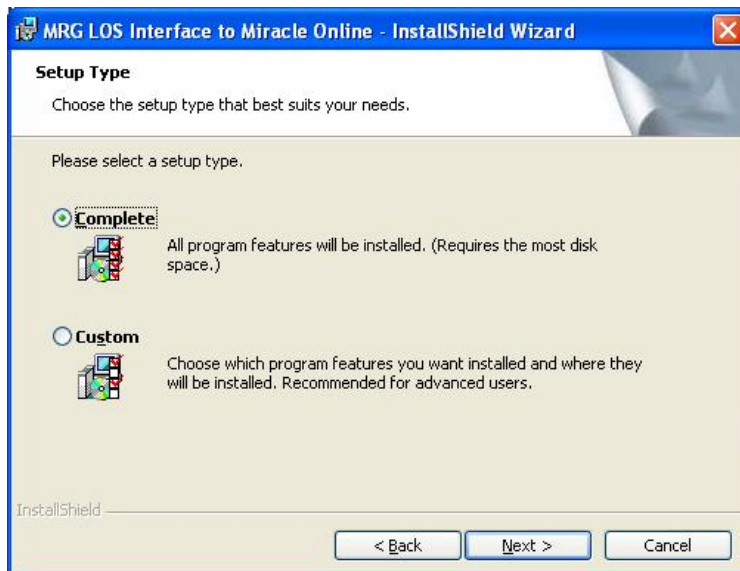 MRG LOS Interface to Miracle Online - InstallShield Wizard
Setup Type
Choose the setup type that best suits your needs.
Please select a setup type.
Complete
All program features will be installed. (Requires the most disk
space.)
Custom
Choose which program features you want installed and where they
will be installed. Recommended for advanced users.
InstallShield
< Back
Next >
Cancel